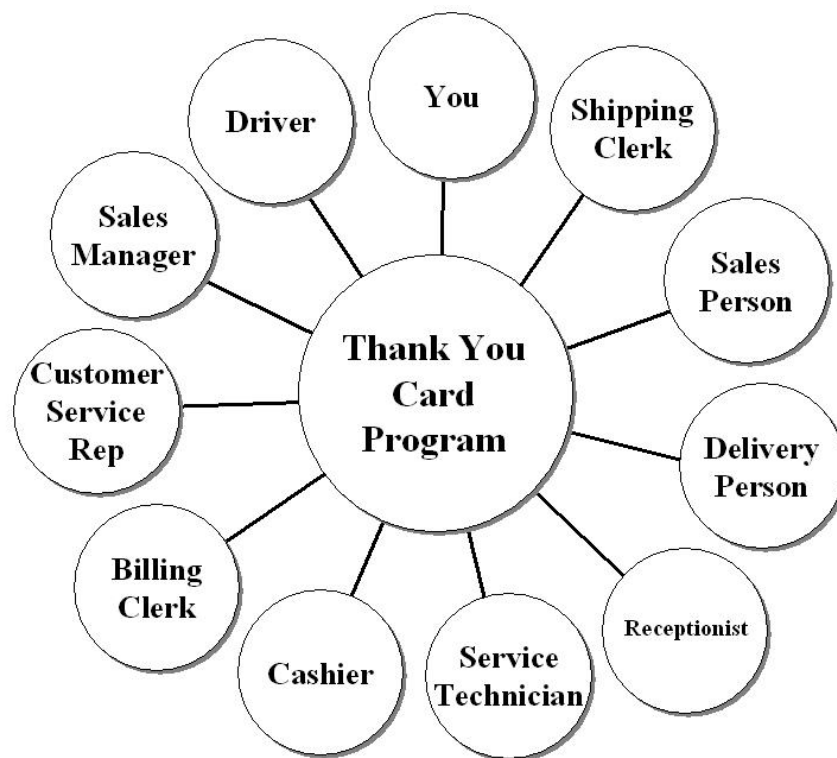 You
Shipping
Clerk
Sales
Person
Delivery
Person
Receptionist
Service
Technician
Cashier
Billing
Clerk
Customer
Service
Rep
Sales
Manager
Driver
Thank You
Card
Program